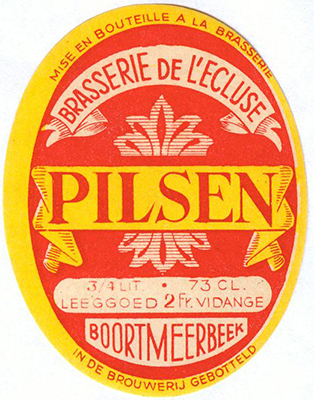 MISE EN BOUTEILLE A LA BRASSERIE
BRASSERIE DE L'ECLUSE
PILSEN
3/4 LIT. • 73 CL.
LEEGGOED 2 Fr. VIDANGE
BOORTMEERBEEK
IN DE BROUWERIJ GEBOTTELD